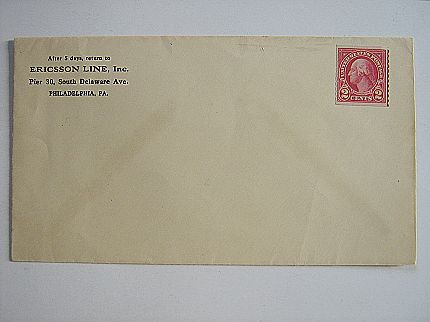 After 5 days, return to
ERICSSON LINE, Inc.
Pier 30, South Delaware Ave.
PHILADELPHIA, PA.
UNITED STATES POSTAGE
2 CENTS 2